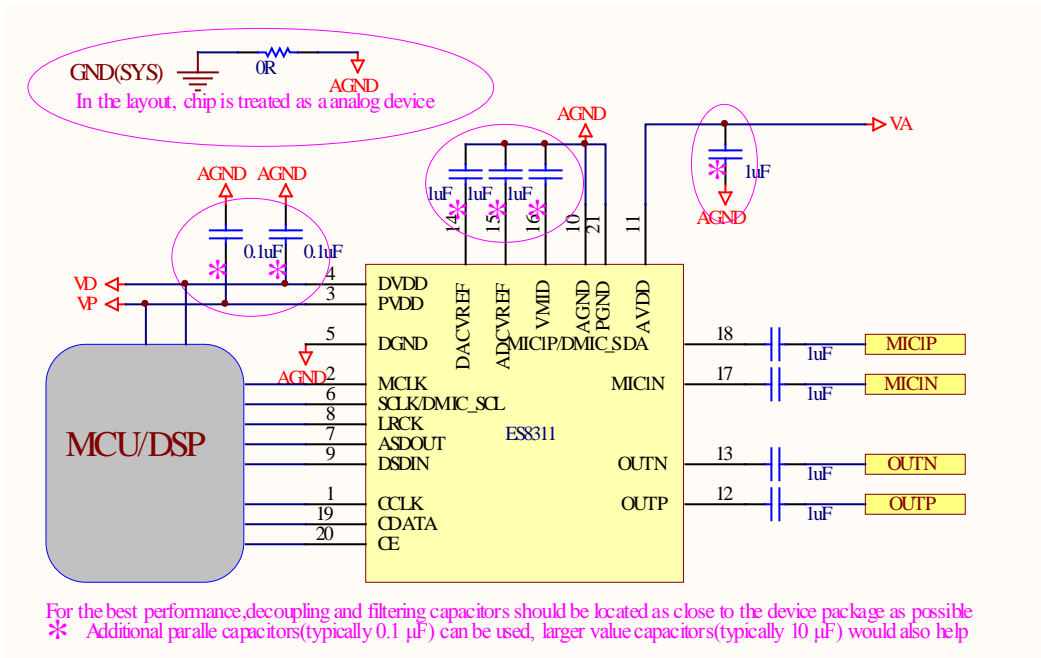 GND(SYS)
0R
AGND
In the layout, chip is treated as a analog device
AGND
VA
1uF
AGND
AGND AGND
1uF 1uF 1uF
0.1uF 0.1uF
14 15 16 10 21 11
VD
VP
4 DVDD
3 PVDD
5 DGND
AGND
2 MCLK
6 SCLK/DMIC_SCL
8 LRCK
7 ASDOUT
9 DSDIN
1 CCLK
19 CDATA
20 CE
MCU/DSP
DACVREF
ADCVREF
VMID
AGND
PGND
AVDD
ES8311
MIC1P/DMIC_SDA 18 1uF MIC1P
MIC1N 17 1uF MIC1N
OUTN 13 1uF OUTN
OUTP 12 1uF OUTP
For the best performance,decoupling and filtering capacitors should be located as close to the device package as possible
* Additional paralle capacitors(typically 0.1 μF) can be used, larger value capacitors(typically 10 μF) would also help